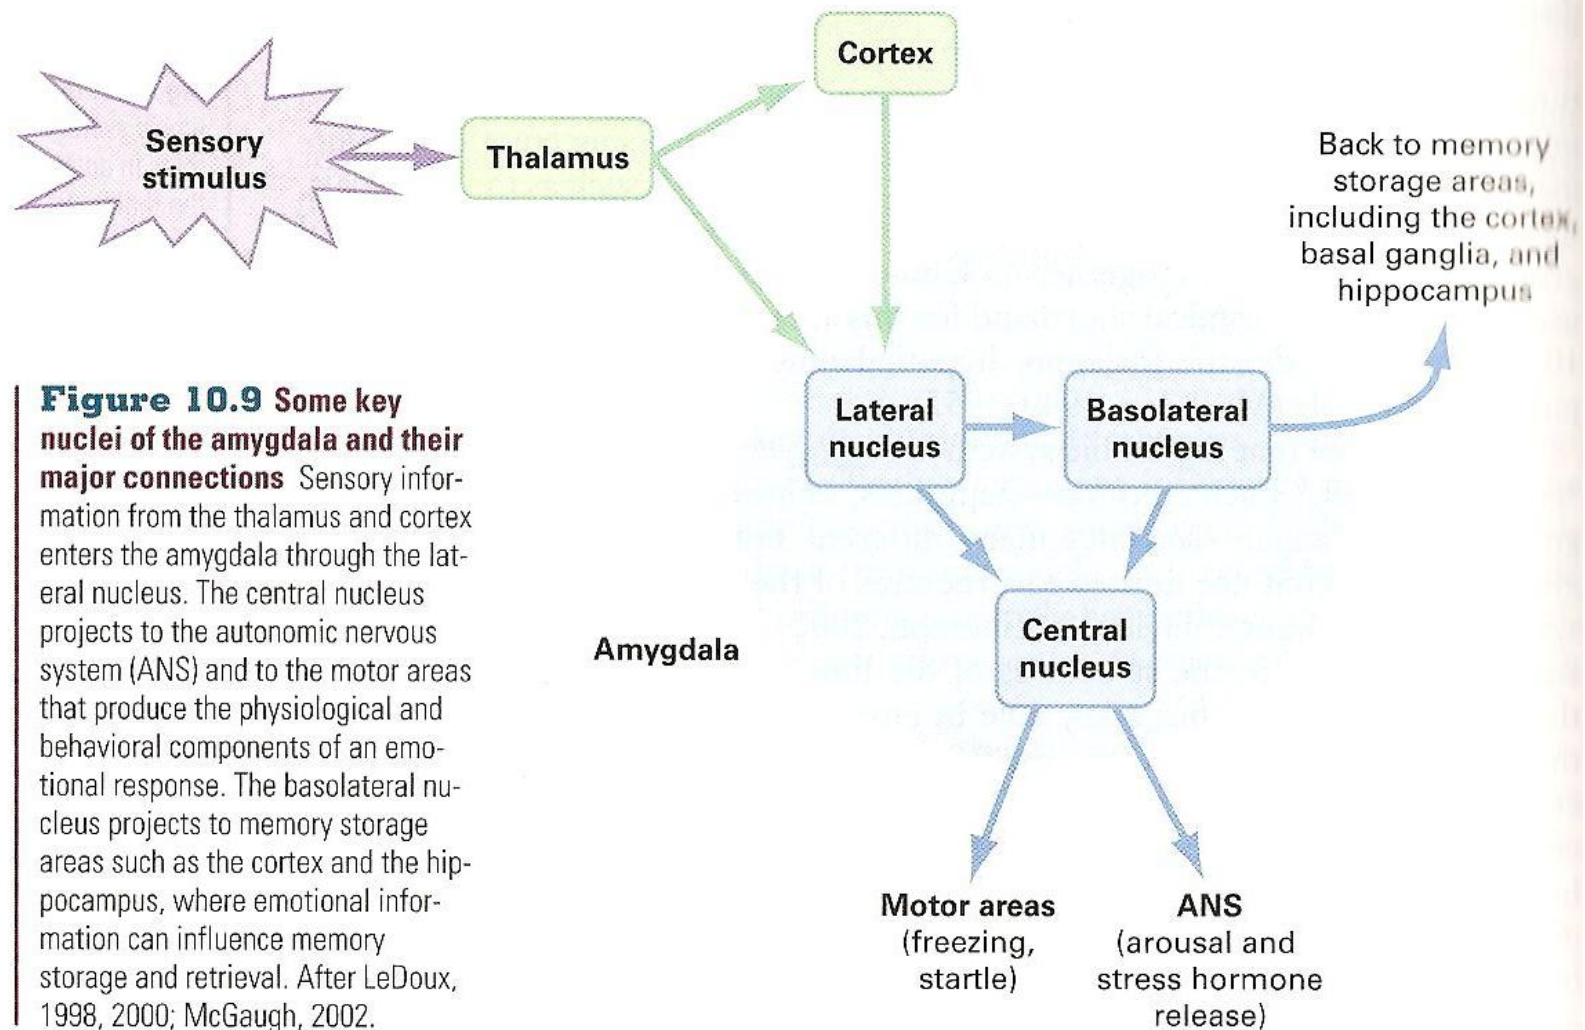 Cortex
Sensory
stimulus
Thalamus
Back to memory
storage areas,
including the cortex,
basal ganglia, and
hippocampus
Lateral
nucleus
Basolateral
nucleus
Central
nucleus
Amygdala
Motor areas
(freezing,
startle)
ANS
(arousal and
stress hormone
release)
Figure 10.9 Some key
nuclei of the amygdala and their
major connections Sensory infor-
mation from the thalamus and cortex
enters the amygdala through the lat-
eral nucleus. The central nucleus
projects to the autonomic nervous
system (ANS) and to the motor areas
that produce the physiological and
behavioral components of an emo-
tional response. The basolateral nu-
cleus projects to memory storage
areas such as the cortex and the hip-
pocampus, where emotional infor-
mation can influence memory
storage and retrieval. After LeDoux,
1998, 2000; McGaugh, 2002.